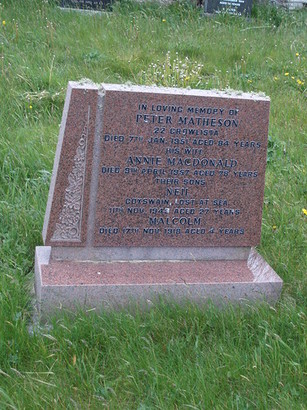 IN LOVING MEMORY OF
PETER MATHESON
22 CROWLISTA
DIED 7TH JAN. 1951 AGED 84 YEARS
HIS WIFE
ANNIE MACDONALD
DIED 9TH APRIL 1957 AGED 78 YEARS
THEIR SONS
NEIL
COXSWAIN, LOST AT SEA
11TH NOV. 1943 AGED 27 YEARS
MALCOLM
DIED 17TH NOV. 1918 AGED 4 YEARS